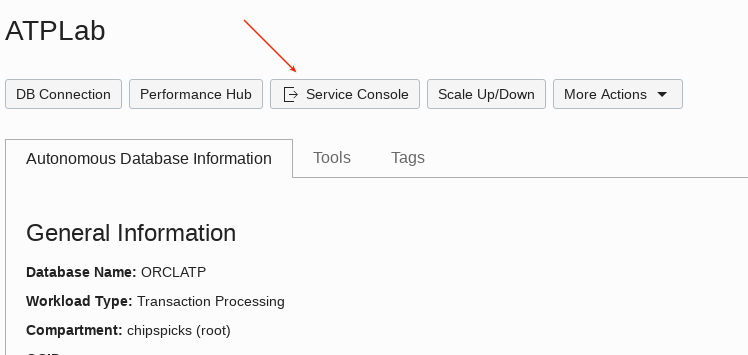 ATPLab
DB Connection Performance Hub Service Console Scale Up/Down More Actions
Autonomous Database Information Tools Tags
General Information
Database Name: ORCLATP
Workload Type: Transaction Processing
Compartment: chipspicks (root)